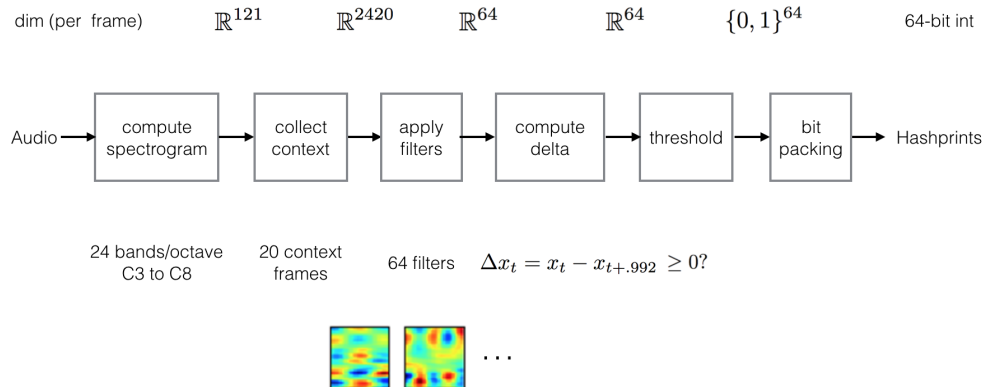 dim (per frame) ℝ^121 ℝ^2420 ℝ^64 ℝ^64 {0, 1}^64 64-bit int
Audio compute spectrogram collect context apply filters compute delta threshold bit packing Hashprints
24 bands/octave 20 context 64 filters Δx_t = x_t − x_{t+.992} ≥ 0?
C3 to C8 frames
...